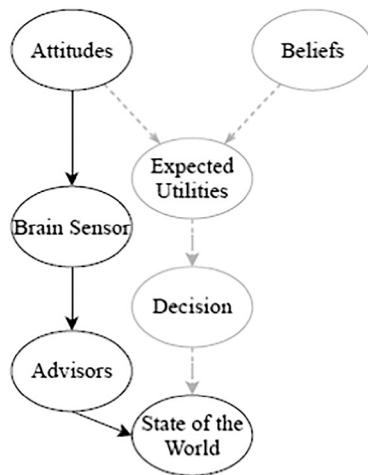 Attitudes
Beliefs
Expected
Utilities
Brain Sensor
Decision
Advisors
State of the
World